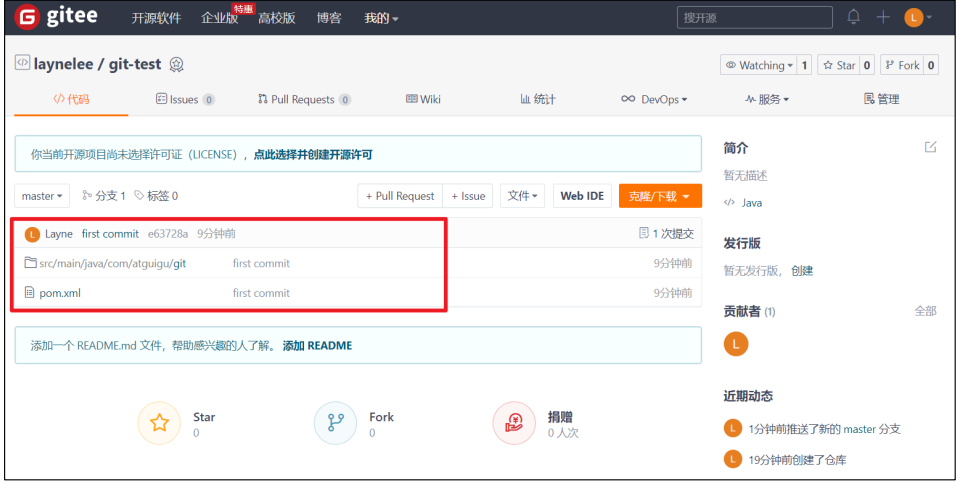 gitee 开源软件 企业版 特惠 高校版 博客 我的 搜开源 L
laynelee / git-test Watching 1 Star 0 Fork 0
代码 Issues 0 Pull Requests 0 Wiki 统计 DevOps 服务 管理
你当前开源项目尚未选择许可证（LICENSE），点此选择并创建开源许可
master 分支 1 标签 0 + Pull Request + Issue 文件 Web IDE 克隆/下载
L Layne first commit e63728a 9分钟前 1 次提交
src/main/java/com/atguigu/git first commit 9分钟前
pom.xml first commit 9分钟前
添加一个 README.md 文件，帮助感兴趣的人了解。 添加 README
Star
0
Fork
0
捐赠
0 人次
简介
暂无描述
Java
发行版
暂无发行版， 创建
贡献者 (1) 全部
L
近期动态
L 1分钟前推送了新的 master 分支
L 19分钟前创建了仓库